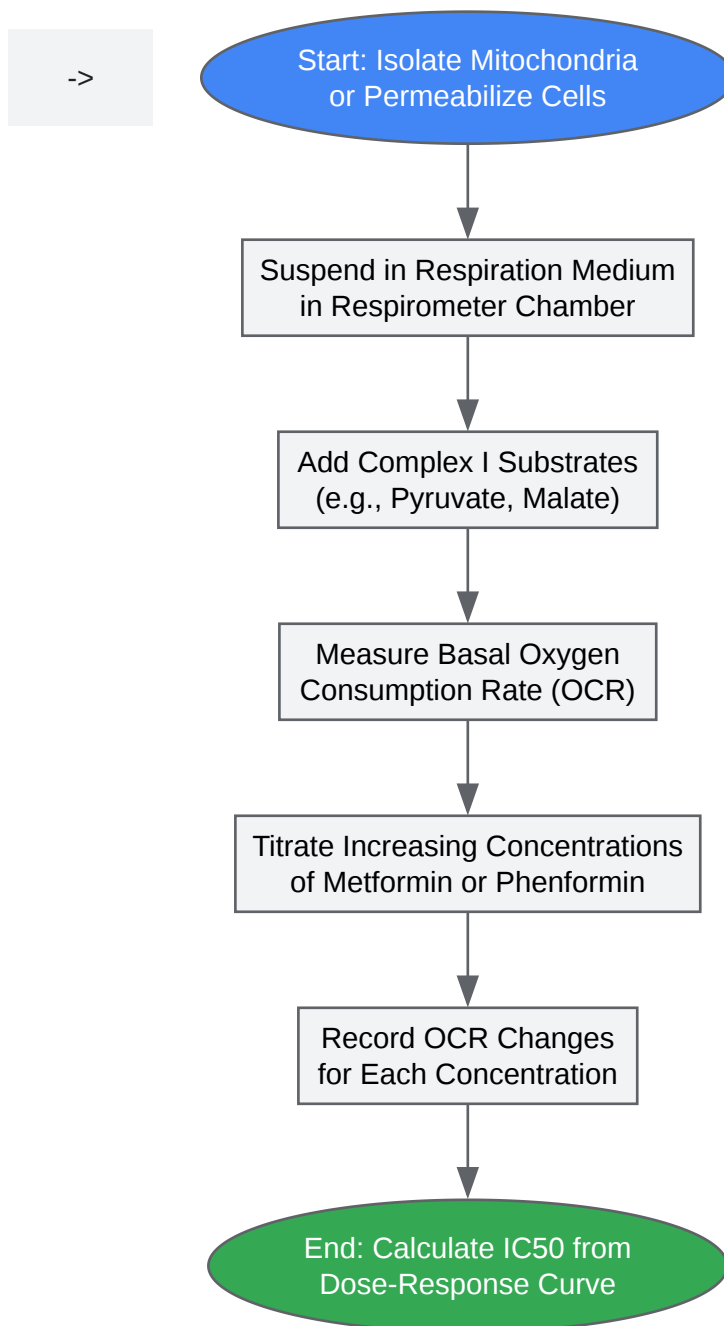 ->
Start: Isolate Mitochondria
or Permeabilize Cells
Suspend in Respiration Medium
in Respirometer Chamber
Add Complex I Substrates
(e.g., Pyruvate, Malate)
Measure Basal Oxygen
Consumption Rate (OCR)
Titrate Increasing Concentrations
of Metformin or Phenformin
Record OCR Changes
for Each Concentration
End: Calculate IC50 from
Dose-Response Curve